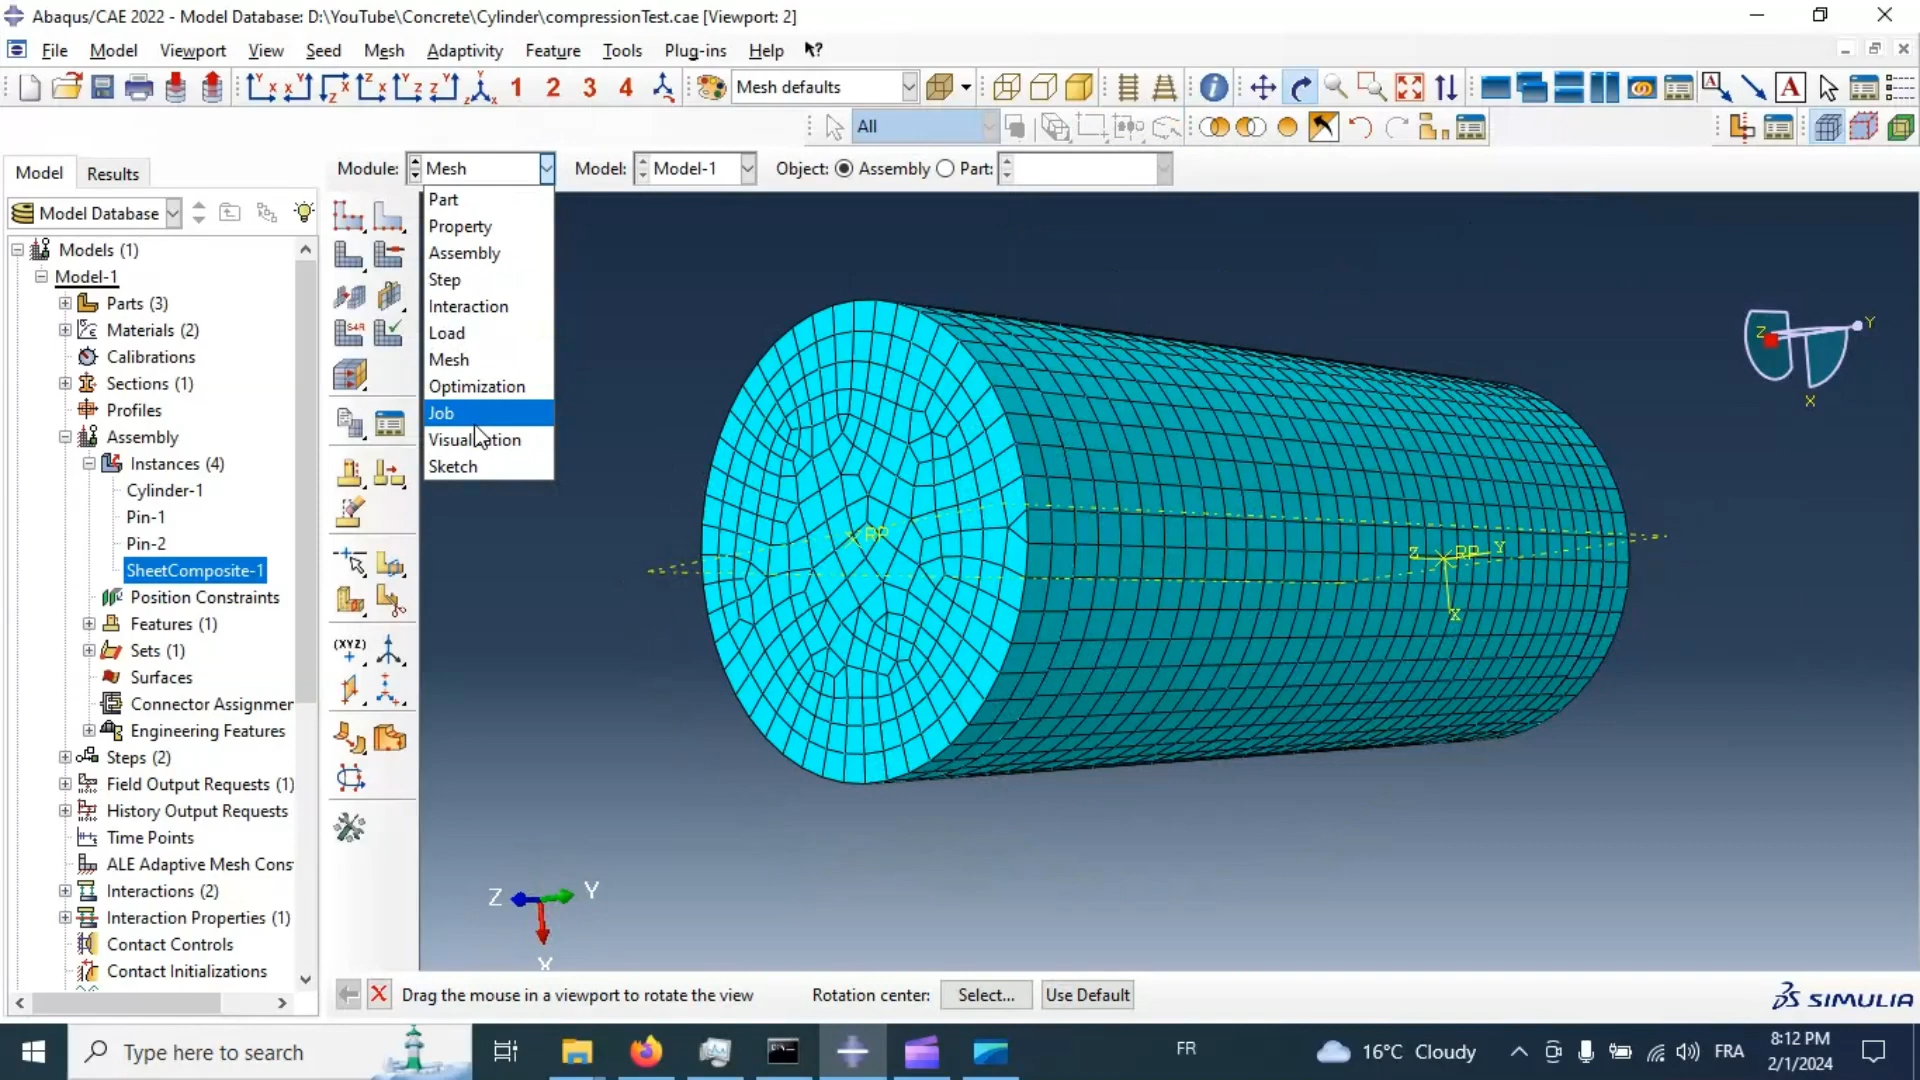 Abaqus/CAE 2022 - Model Database: D:\YouTube\Concrete\Cylinder\compressionTest.cae [Viewport: 2]
File Model Viewport View Seed Mesh Adaptivity Feature Tools Plug-ins Help
1 2 3 4 Mesh defaults
All
Model Results
Module: Mesh Model: Model-1 Object: Assembly Part:
Model Database
Part
Property
Assembly
Step
Interaction
Load
Mesh
Optimization
Job
Visualization
Sketch
Models (1)
Model-1
Parts (3)
Materials (2)
Calibrations
Sections (1)
Profiles
Assembly
Instances (4)
Cylinder-1
Pin-1
Pin-2
SheetComposite-1
Position Constraints
Features (1)
Sets (1)
Surfaces
Connector Assignmer
Engineering Features
Steps (2)
Field Output Requests (1)
History Output Requests
Time Points
ALE Adaptive Mesh Cons
Interactions (2)
Interaction Properties (1)
Contact Controls
Contact Initializations
(XYZ)
Z Y
X
RP
Z RP Y
X
Z Y
X
Drag the mouse in a viewport to rotate the view Rotation center: Select... Use Default
SIMULIA
Type here to search
FR
16°C Cloudy
FRA
8:12 PM
2/1/2024